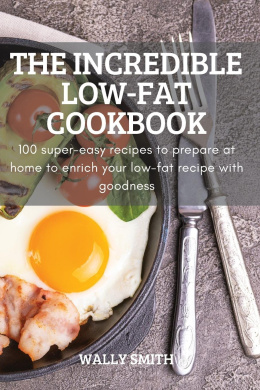 THE INCREDIBLE
LOW-FAT
COOKBOOK
100 super-easy recipes to prepare at
home to enrich your low-fat recipe with
goodness
WALLY SMITH